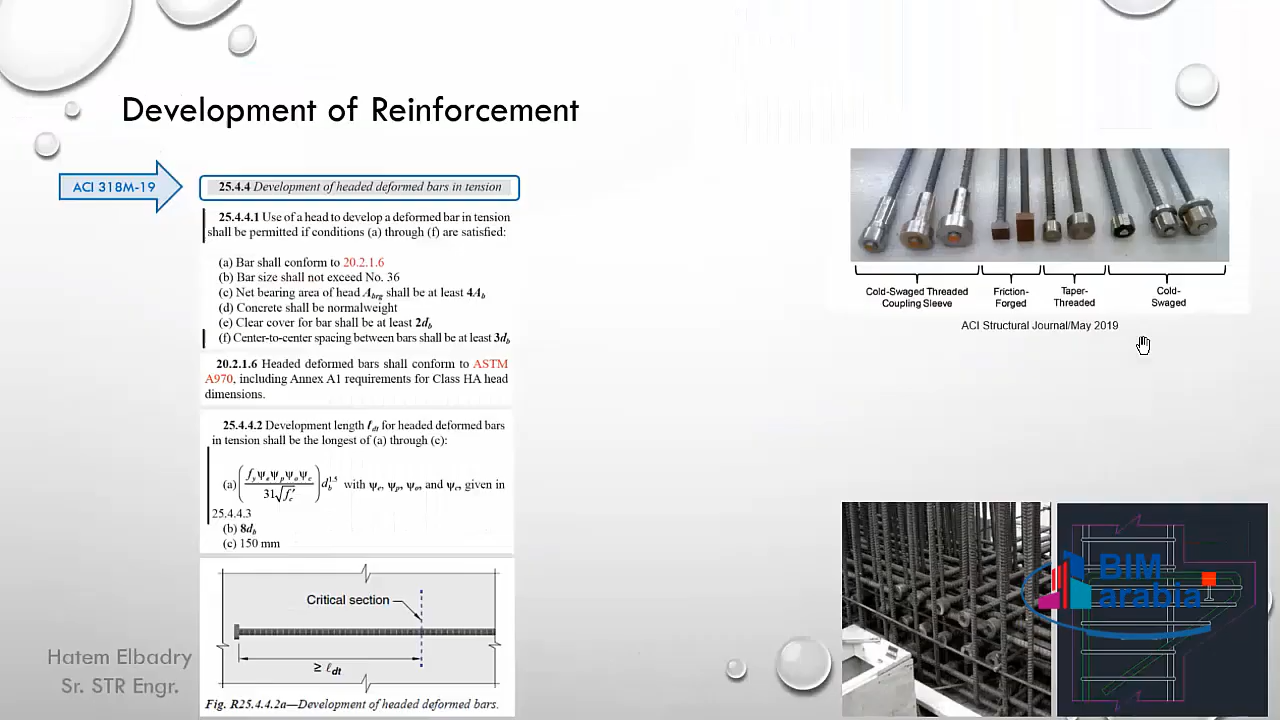 Development of Reinforcement
ACI 318M-19
25.4.4 Development of headed deformed bars in tension
25.4.4.1 Use of a head to develop a deformed bar in tension
shall be permitted if conditions (a) through (f) are satisfied:
(a) Bar shall conform to 20.2.1.6
(b) Bar size shall not exceed No. 36
(c) Net bearing area of head Abrg shall be at least 4Ab
(d) Concrete shall be normalweight
(e) Clear cover for bar shall be at least 2db
(f) Center-to-center spacing between bars shall be at least 3db
20.2.1.6 Headed deformed bars shall conform to ASTM
A970, including Annex A1 requirements for Class HA head
dimensions.
25.4.4.2 Development length ℓdt for headed deformed bars
in tension shall be the longest of (a) through (c):
(a) (fy ψe ψp ψo ψc / 31√f′c) db^1.5 with ψe, ψp, ψo, and ψc, given in
25.4.4.3
(b) 8db
(c) 150 mm
Critical section
≥ ℓdt
Fig. R25.4.4.2a—Development of headed deformed bars.
Cold-Swaged Threaded
Coupling Sleeve
Friction-
Forged
Taper-
Threaded
Cold-
Swaged
ACI Structural Journal/May 2019
BIM
arabia
Hatem Elbadry
Sr. STR Engr.